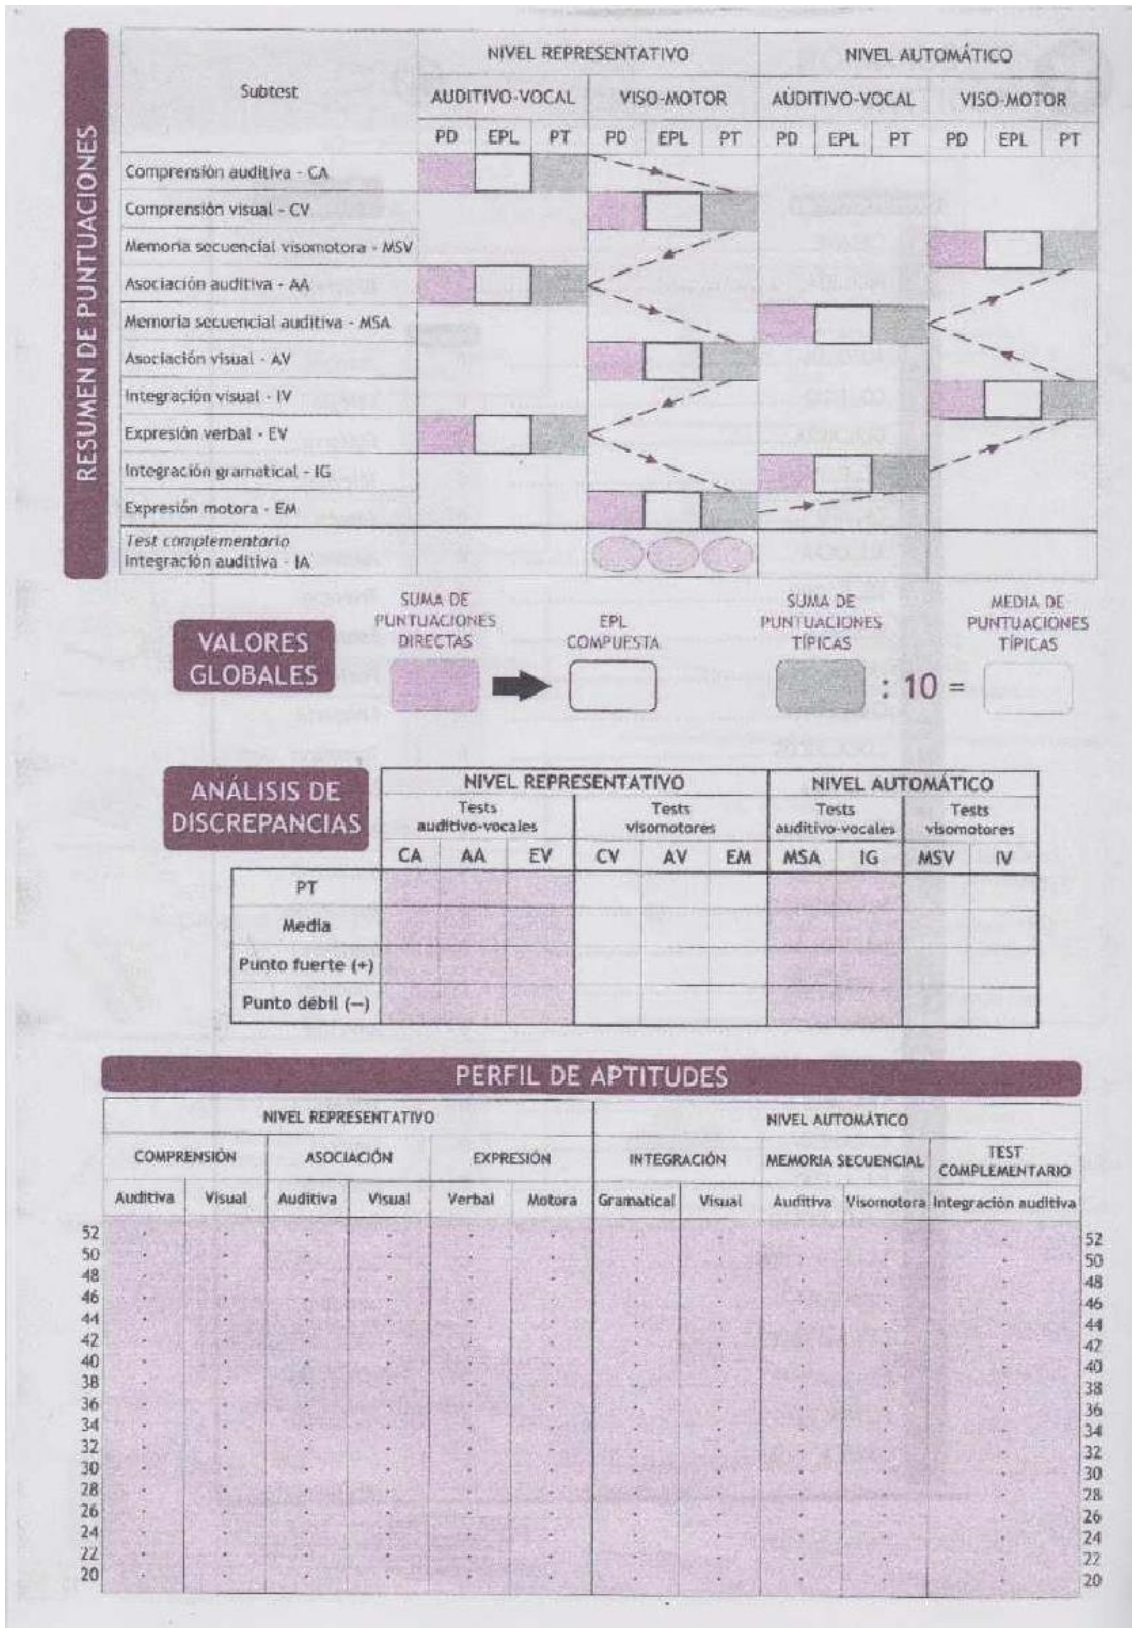 RESUMEN DE PUNTUACIONES
Subtest
NIVEL REPRESENTATIVO
NIVEL AUTOMÁTICO
AUDITIVO-VOCAL
VISO-MOTOR
AUDITIVO-VOCAL
VISO-MOTOR
PD EPL PT PD EPL PT PD EPL PT PD EPL PT
Comprensión auditiva - CA
Comprensión visual - CV
Memoria secuencial visomotora - MSV
Asociación auditiva - AA
Memoria secuencial auditiva - MSA
Asociación visual - AV
Integración visual - IV
Expresión verbal - EV
Integración gramatical - IG
Expresión motora - EM
Test complementario
Integración auditiva - IA
VALORES
GLOBALES
SUMA DE
PUNTUACIONES
DIRECTAS
EPL
COMPUESTA
SUMA DE
PUNTUACIONES
TÍPICAS
: 10 =
MEDIA DE
PUNTUACIONES
TÍPICAS
ANÁLISIS DE
DISCREPANCIAS
NIVEL REPRESENTATIVO
NIVEL AUTOMÁTICO
Tests
auditivo-vocales
Tests
visomotores
Tests
auditivo-vocales
Tests
visomotores
CA AA EV CV AV EM MSA IG MSV IV
PT
Media
Punto fuerte (+)
Punto débil (—)
PERFIL DE APTITUDES
NIVEL REPRESENTATIVO
NIVEL AUTOMÁTICO
COMPRENSIÓN
ASOCIACIÓN
EXPRESIÓN
INTEGRACIÓN
MEMORIA SECUENCIAL
TEST
COMPLEMENTARIO
Auditiva Visual Auditiva Visual Verbal Motora Gramatical Visual Auditiva Visomotora Integración auditiva
52 52
50 50
48 48
46 46
44 44
42 42
40 40
38 38
36 36
34 34
32 32
30 30
28 28
26 26
24 24
22 22
20 20